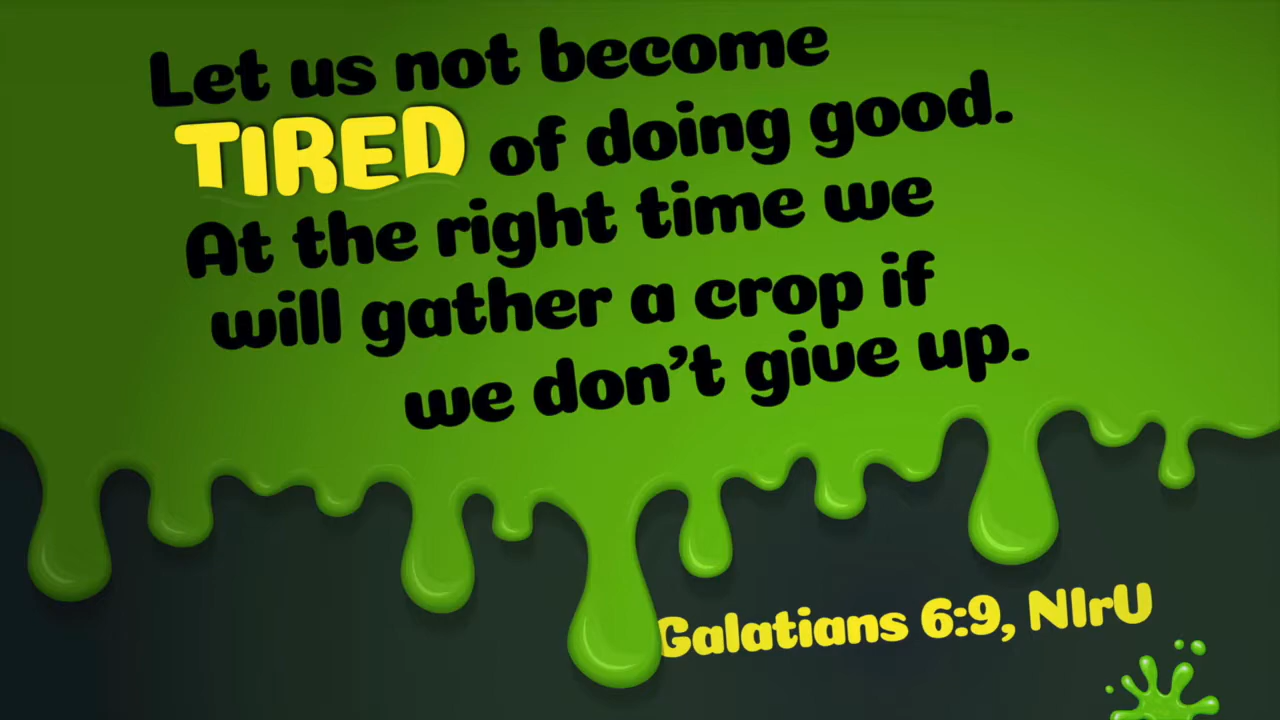 Let us not become
TIRED of doing good.
At the right time we
will gather a crop if
we don’t give up.
Galatians 6:9, NIrU